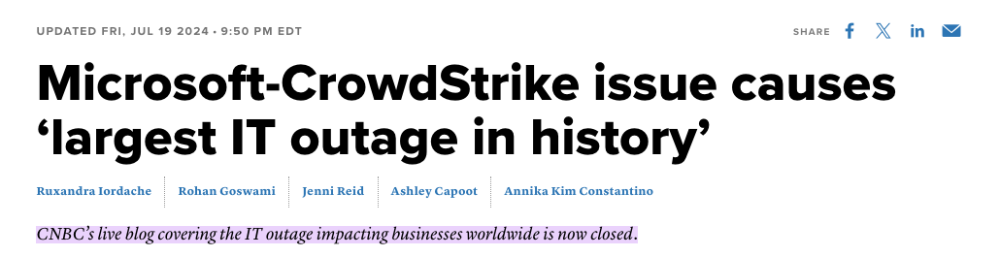 UPDATED FRI, JUL 19 2024 • 9:50 PM EDT
SHARE
Microsoft-CrowdStrike issue causes
‘largest IT outage in history’
Ruxandra Iordache Rohan Goswami Jenni Reid Ashley Capoot Annika Kim Constantino
CNBC’s live blog covering the IT outage impacting businesses worldwide is now closed.